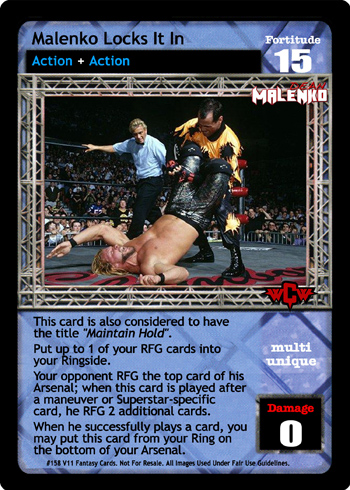 Malenko Locks It In
Fortitude
15
Action + Action
DEAN
MALENKO
WCW
This card is also considered to have
the title "Maintain Hold".
Put up to 1 of your RFG cards into
your Ringside.
Your opponent RFG the top card of his
Arsenal; when this card is played after
a maneuver or Superstar-specific
card, he RFG 2 additional cards.
When he successfully plays a card, you
may put this card from your Ring on
the bottom of your Arsenal.
multi
unique
Damage
0
#158 V11 Fantasy Cards. Not For Resale. All Images Used Under Fair Use Guidelines.